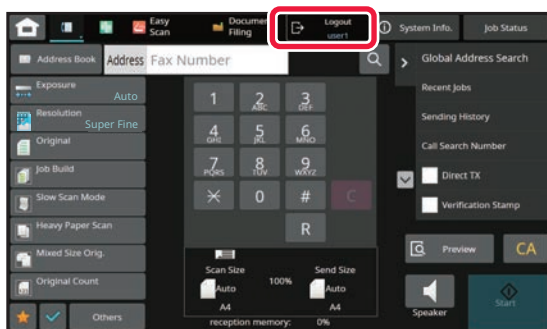 Easy
Scan
Documen
Filing
Logout
user1
System Info.
Job Status
Address Book
Address
Fax Number
Global Address Search
Exposure
Auto
Resolution
Super Fine
Original
Job Build
Slow Scan Mode
Heavy Paper Scan
Mixed Size Orig.
Original Count
Others
1
2
ABC
3
DEF
4
GHI
5
JKL
6
MNO
7
PQRS
8
TUV
9
WXYZ
0
#
C
R
Scan Size
Auto
A4
100%
Send Size
Auto
A4
reception memory: 0%
Recent Jobs
Sending History
Call Search Number
Direct TX
Verification Stamp
Preview
CA
Speaker
Start